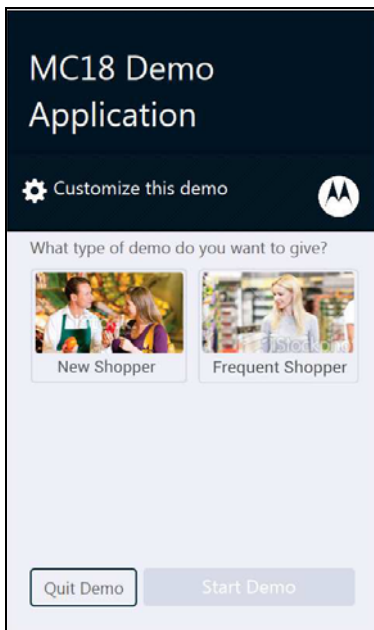 MC18 Demo
Application
Customize this demo
What type of demo do you want to give?
New Shopper
Frequent Shopper
Quit Demo
Start Demo